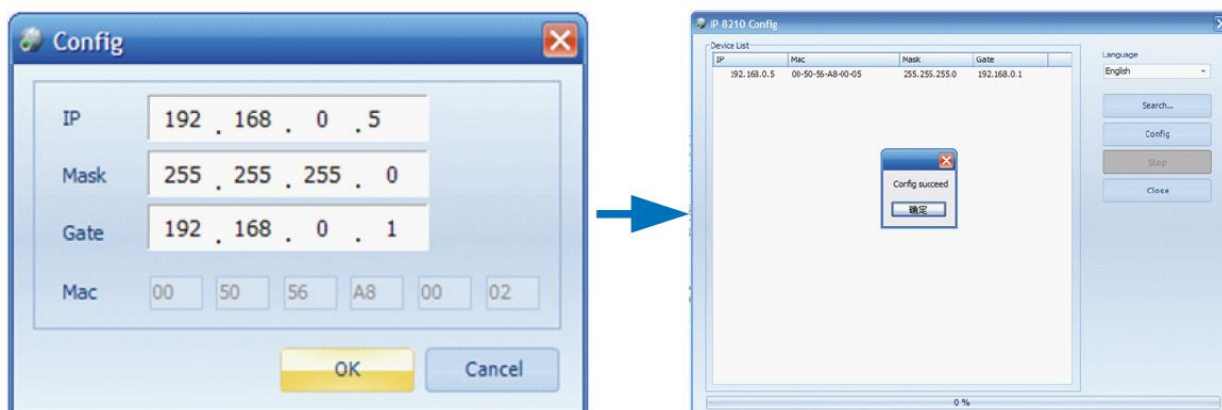 Config
IP 192 . 168 . 0 . 5
Mask 255 . 255 . 255 . 0
Gate 192 . 168 . 0 . 1
Mac 00 50 56 A8 00 02
OK Cancel
IP 8210 Config
Device List
IP Mac Mask Gate
192.168.0.5 00-50-56-A8-00-05 255.255.255.0 192.168.0.1
Config succeed
确定
Language
English
Search...
Config
Stop
Close
0 %